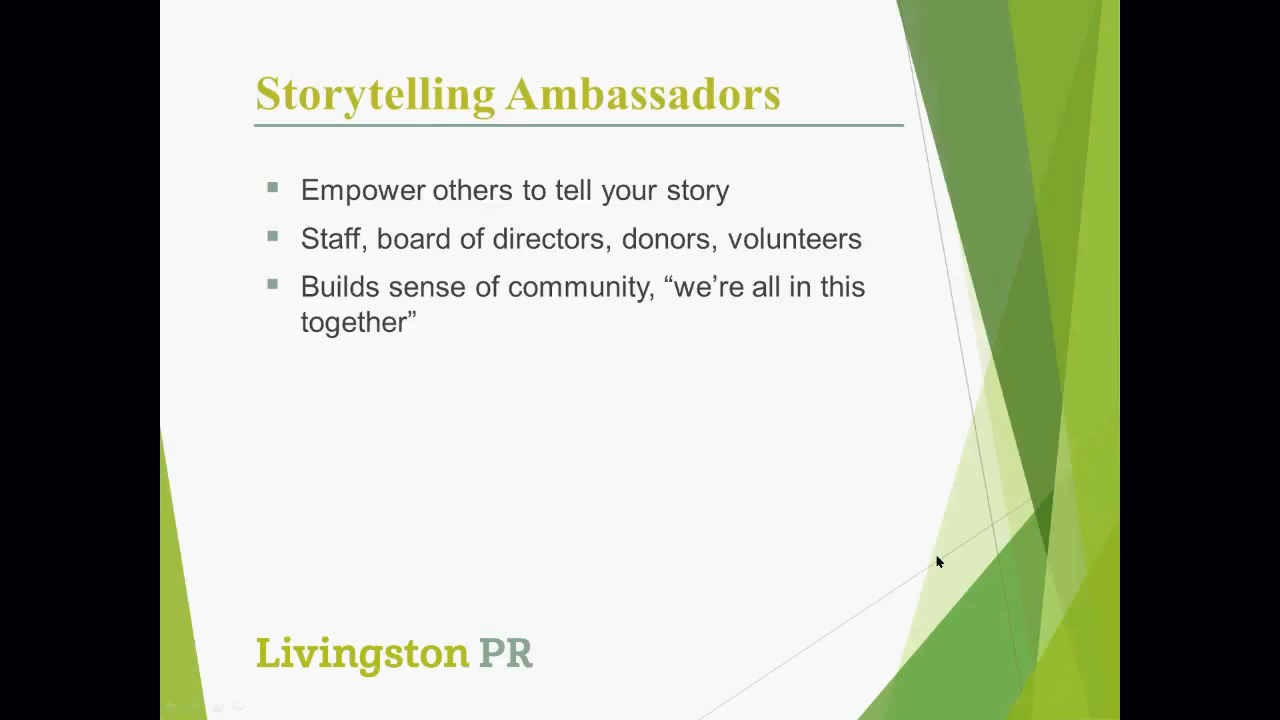 Storytelling Ambassadors
Empower others to tell your story
Staff, board of directors, donors, volunteers
Builds sense of community, “we’re all in this
together”
Livingston PR